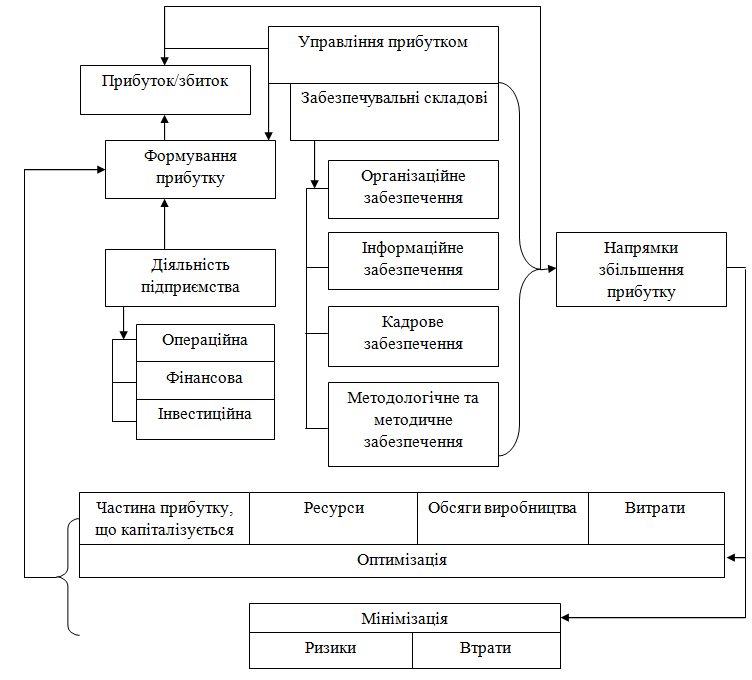 Управління прибутком
Прибуток/збиток
Забезпечувальні складові
Формування
прибутку
Організаційне
забезпечення
Діяльність
підприємства
Інформаційне
забезпечення
Напрямки
збільшення
прибутку
Операційна
Фінансова
Інвестиційна
Кадрове
забезпечення
Методологічне та
методичне
забезпечення
Частина прибутку,
що капіталізується
Ресурси
Обсяги виробництва
Витрати
Оптимізація
Мінімізація
Ризики
Втрати